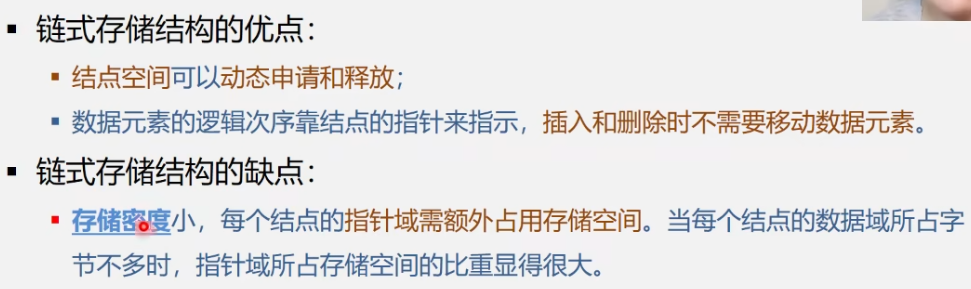 ▪ 链式存储结构的优点：
▪ 结点空间可以动态申请和释放；
▪ 数据元素的逻辑次序靠结点的指针来指示，插入和删除时不需要移动数据元素。
▪ 链式存储结构的缺点：
▪ 存储密度小，每个结点的指针域需额外占用存储空间。当每个结点的数据域所占字
节不多时，指针域所占存储空间的比重显得很大。